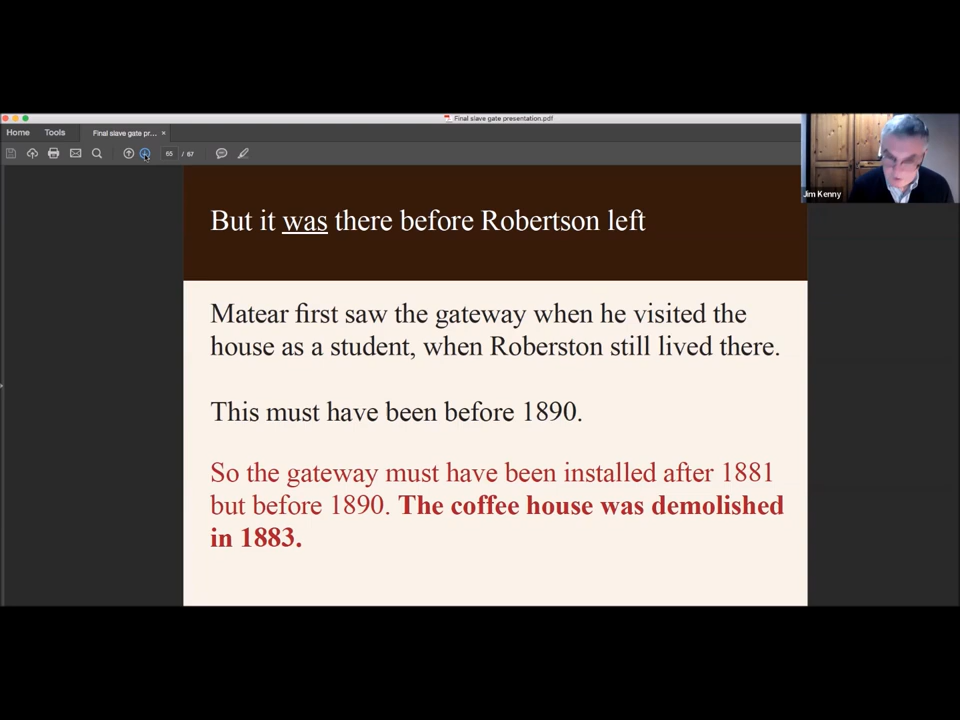 Final slave gate presentation.pdf
Home Tools Final slave gate pr... ×
65 / 67
Jim Kenny
But it was there before Robertson left
Matear first saw the gateway when he visited the
house as a student, when Roberston still lived there.
This must have been before 1890.
So the gateway must have been installed after 1881
but before 1890. The coffee house was demolished
in 1883.